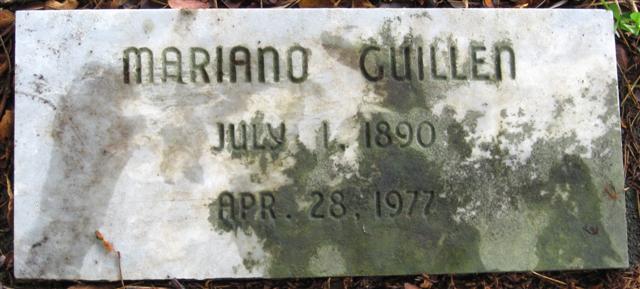 MARIANO GUILLEN
JULY 1, 1890
APR. 28, 1977